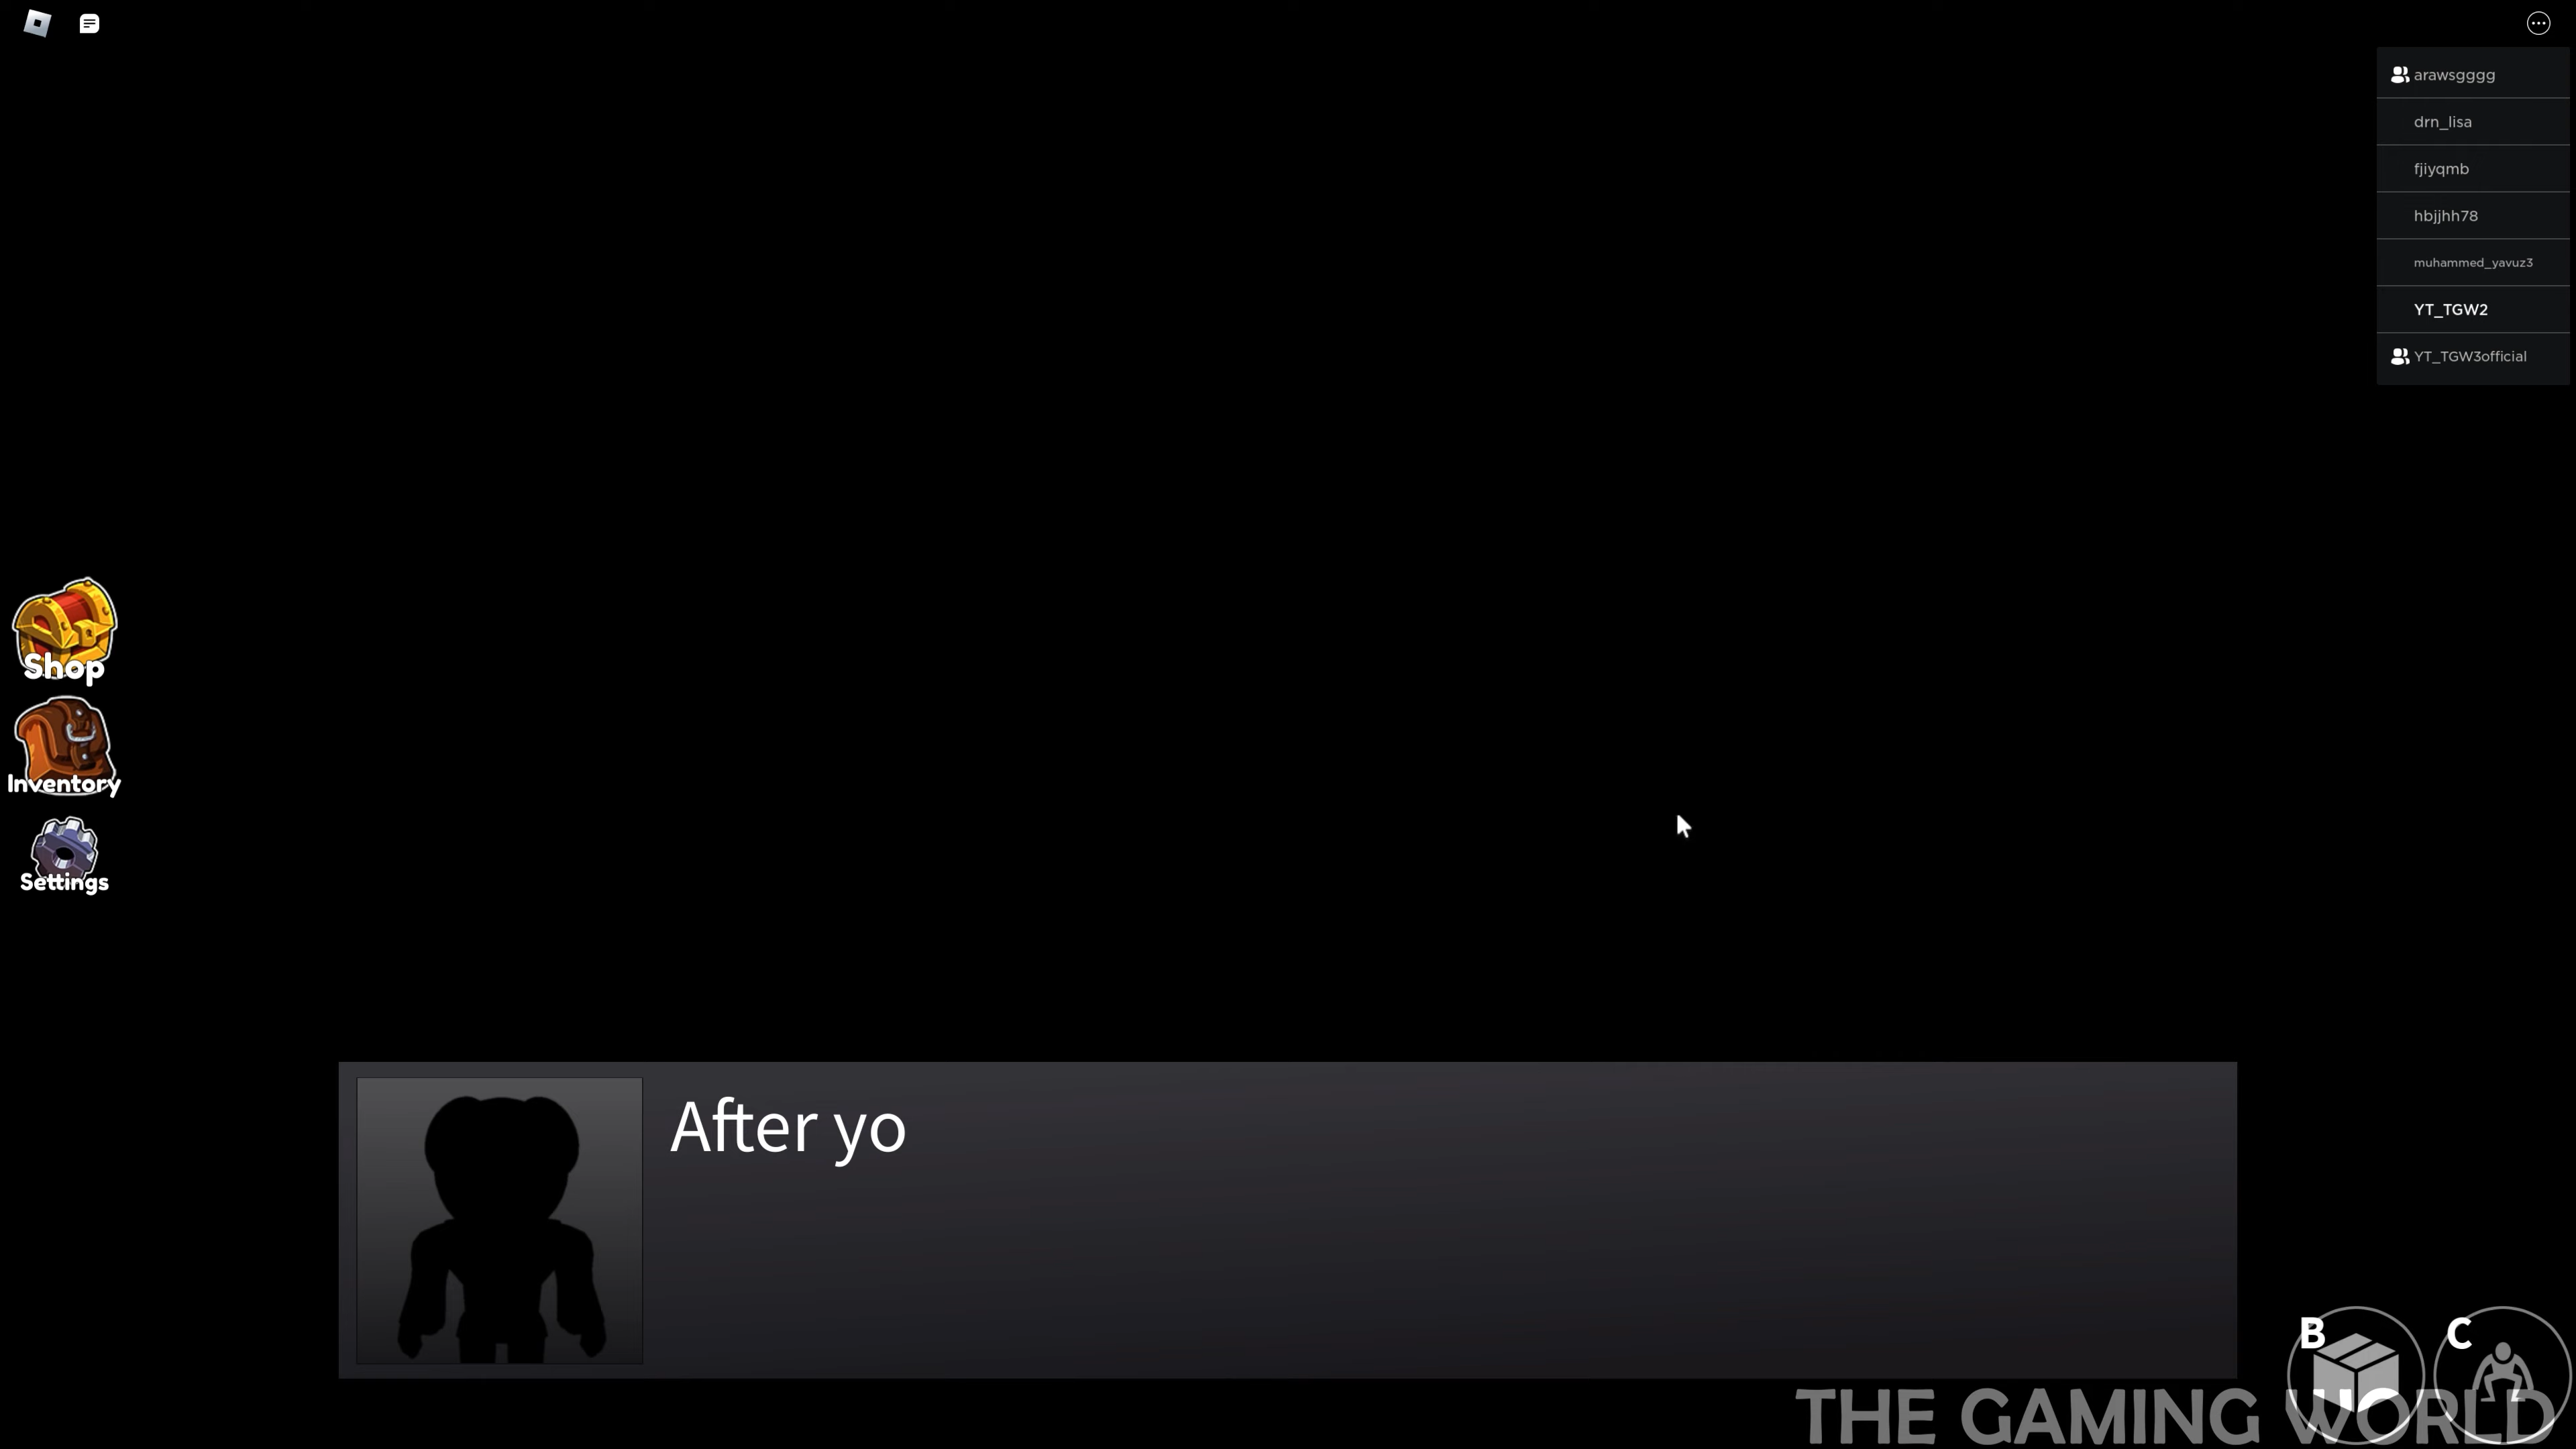 arawsgggg
drn_lisa
fjiyqmb
hbjjhh78
muhammed_yavuz3
YT_TGW2
YT_TGW3official
Shop
Inventory
Settings
After yo
B
C
THE GAMING WORLD